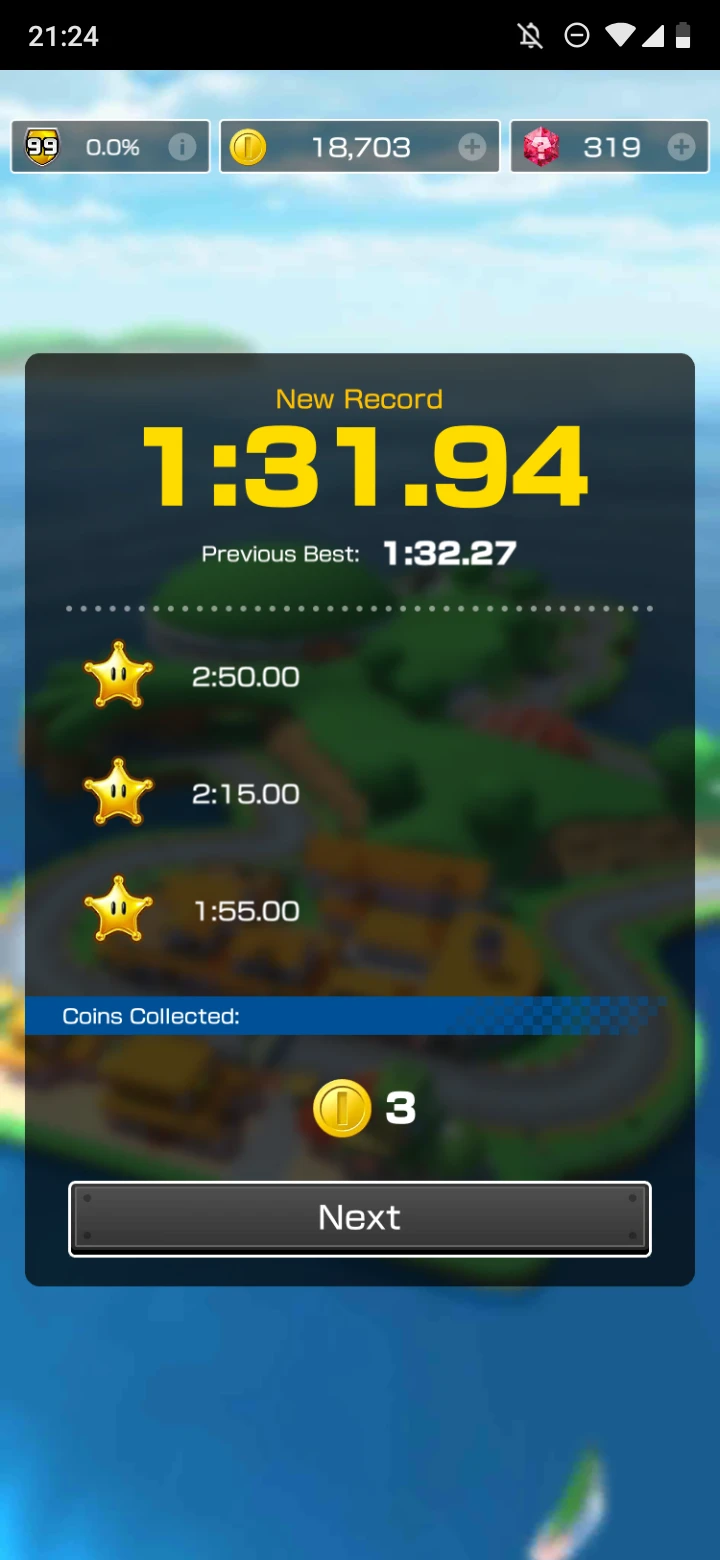 21:24
99 0.0% i 18,703 + ? 319 +
New Record
1:31.94
Previous Best: 1:32.27
2:50.00
2:15.00
1:55.00
Coins Collected:
3
Next